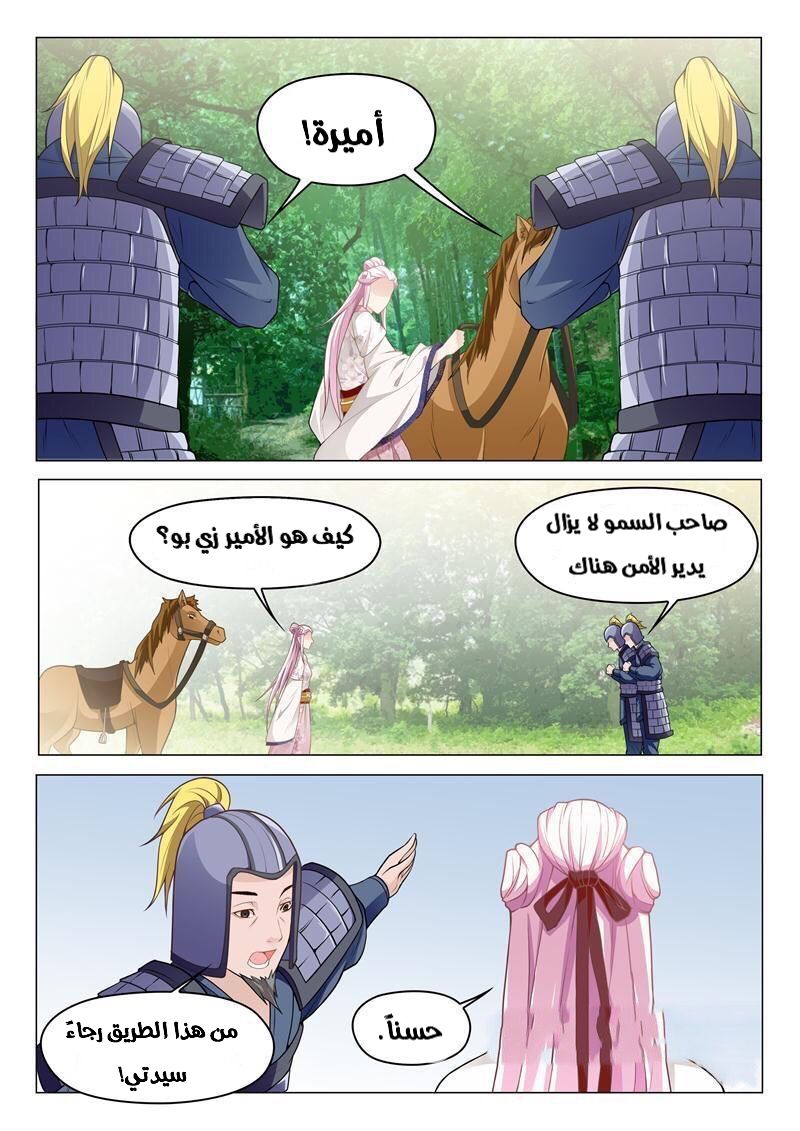 أميرة!
كيف هو الأمير زي بو؟
صاحب السمو لا يزال
يدير الأمن هناك
من هذا الطريق رجاءً
سيدتي!
حسناً.